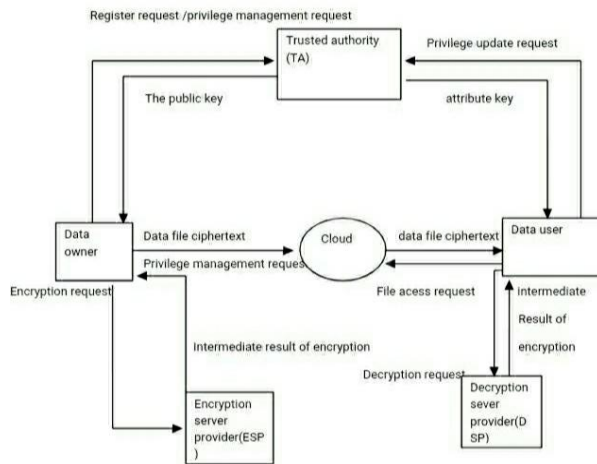 Register request /privilege management request
Trusted authority
(TA)
Privilege update request
The public key
attribute key
Data
owner
Data file ciphertext
Cloud
data file ciphertext
Data user
Privilege management reques
Encryption request
File acess request
intermediate
Result of
encryption
Intermediate result of encryption
Decryption request
Encryption
server
provider(ESP
)
Decryption
sever
provider(D
SP)